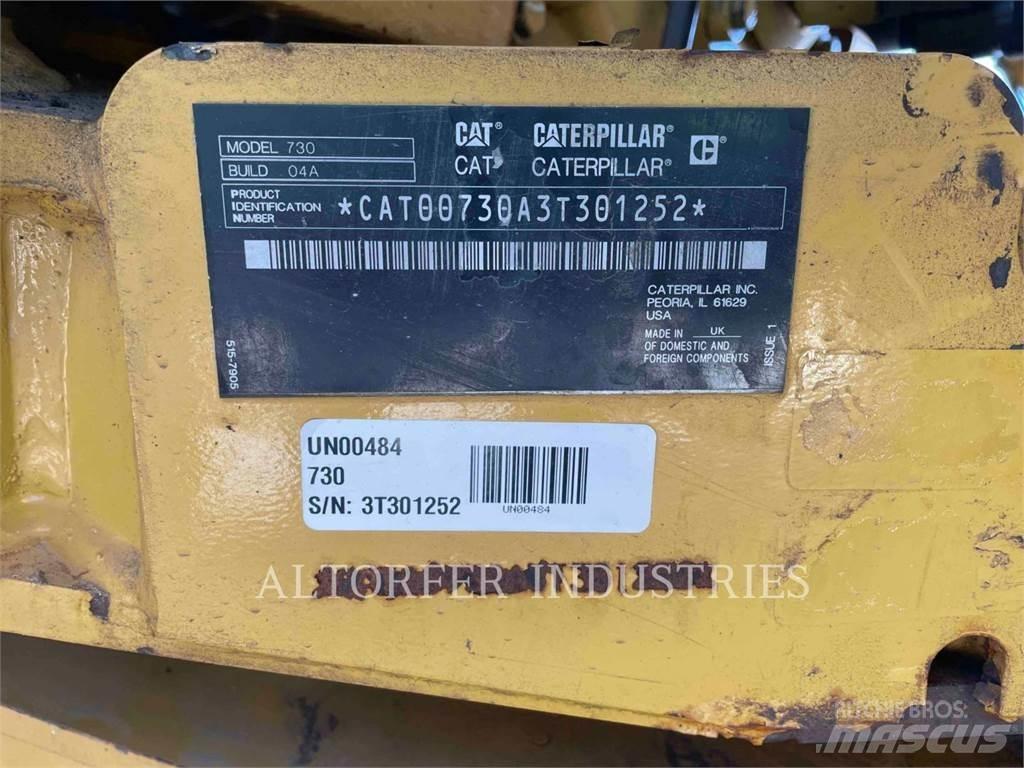 MODEL 730
BUILD 04A
CAT® CATERPILLAR®
CAT® CATERPILLAR®
PRODUCT
IDENTIFICATION
NUMBER
*CAT00730A3T301252*
CATERPILLAR INC.
PEORIA, IL 61629
USA
MADE IN UK
OF DOMESTIC AND
FOREIGN COMPONENTS
ISSUE 1
515-7905
UN00484
730
S/N: 3T301252
UN00484
ALTORFER INDUSTRIES
RITCHIE BROS.
MASCUS